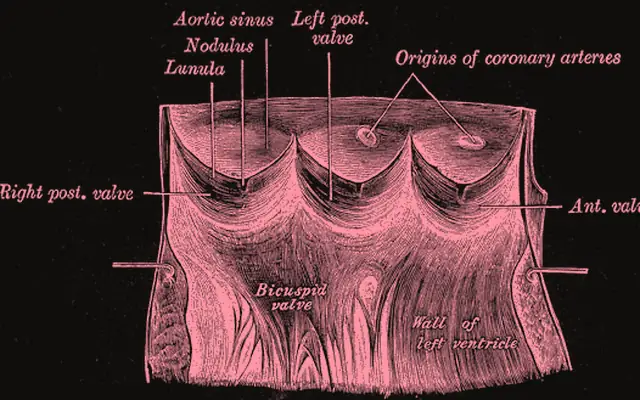 Aortic sinus
Left post.
valve
Nodulus
Lunula
Origins of coronary arteries
Right post. valve
Ant.
Bicuspid
valve
Wall of
left ventricle